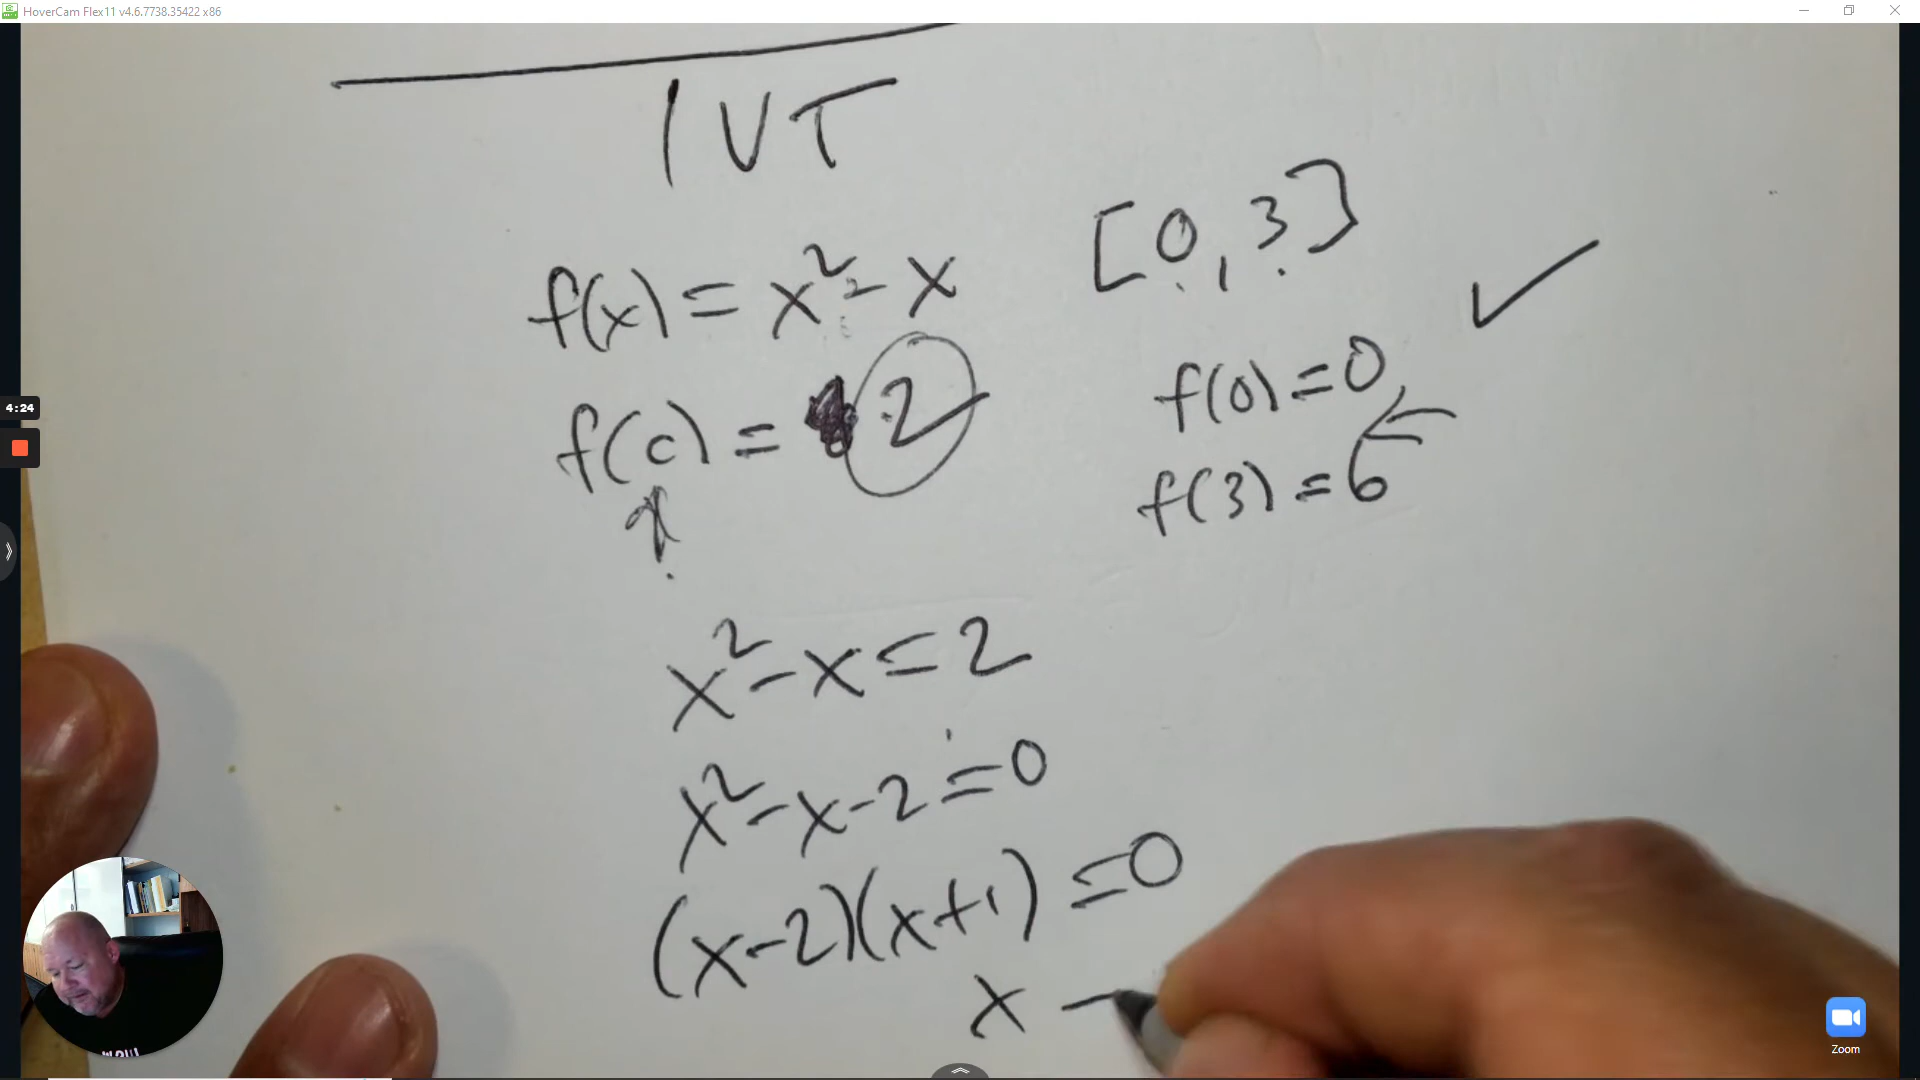 HoverCam Flex11 v4.6.7738.35422 x86
IVT
f(x) = x² - x
[0, 3]
f(c) = 2
f(0) = 0
f(3) = 6
4:24
x² - x = 2
x² - x - 2 = 0
(x - 2)(x + 1) = 0
x
Zoom